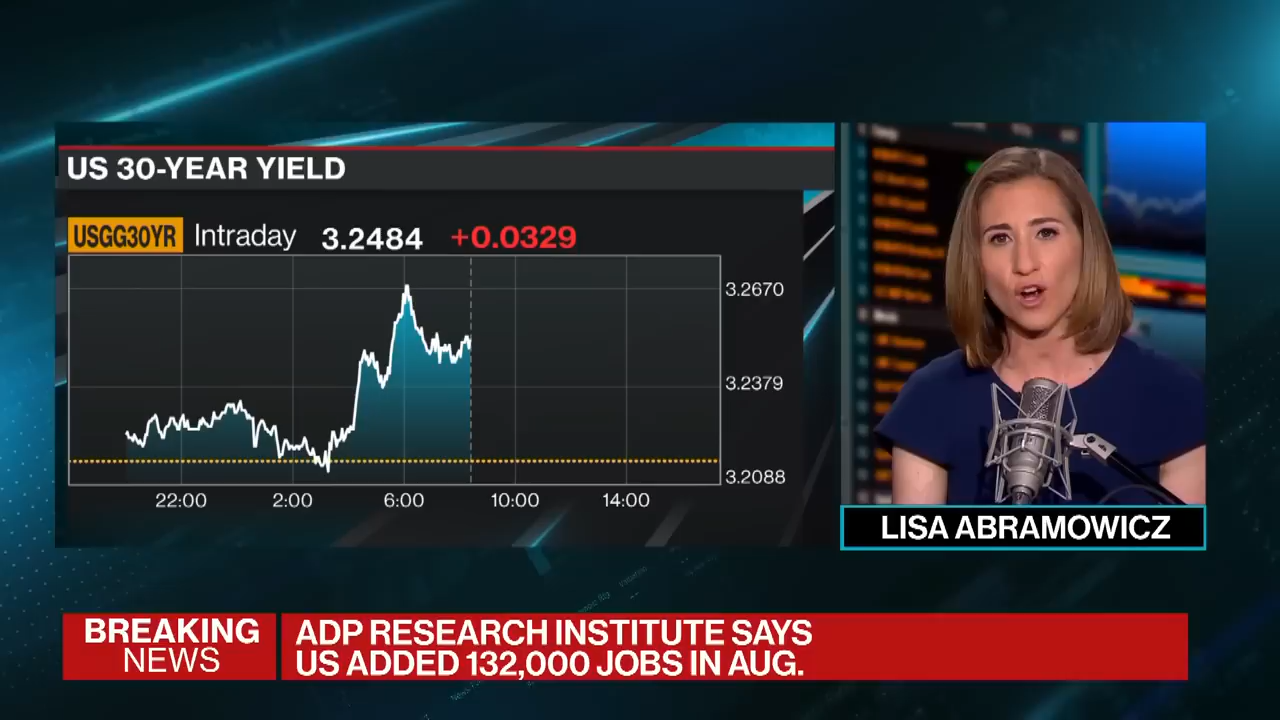 US 30-YEAR YIELD
USGG30YR Intraday 3.2484 +0.0329
3.2670
3.2379
3.2088
22:00 2:00 6:00 10:00 14:00
LISA ABRAMOWICZ
BREAKING
NEWS
ADP RESEARCH INSTITUTE SAYS
US ADDED 132,000 JOBS IN AUG.